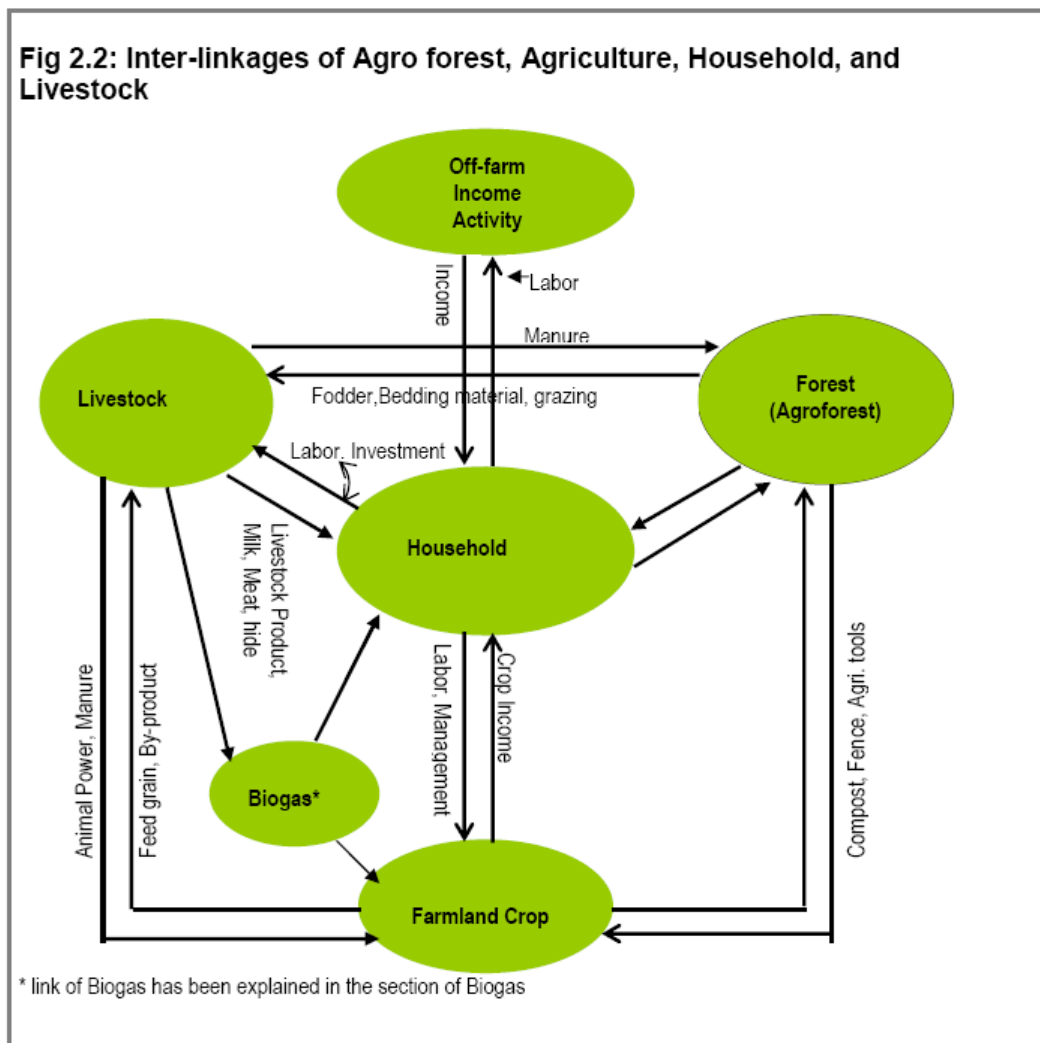 Fig 2.2: Inter-linkages of Agro forest, Agriculture, Household, and
Livestock
Off-farm
Income
Activity
Income
Labor
Manure
Livestock
Forest
(Agroforest)
Fodder,Bedding material, grazing
Labor. Investment
Household
Livestock Product,
Milk, Meat, hide
Labor, Management
Crop Income
Animal Power, Manure
Feed grain, By-product
Compost, Fence, Agri. tools
Biogas*
Farmland Crop
* link of Biogas has been explained in the section of Biogas